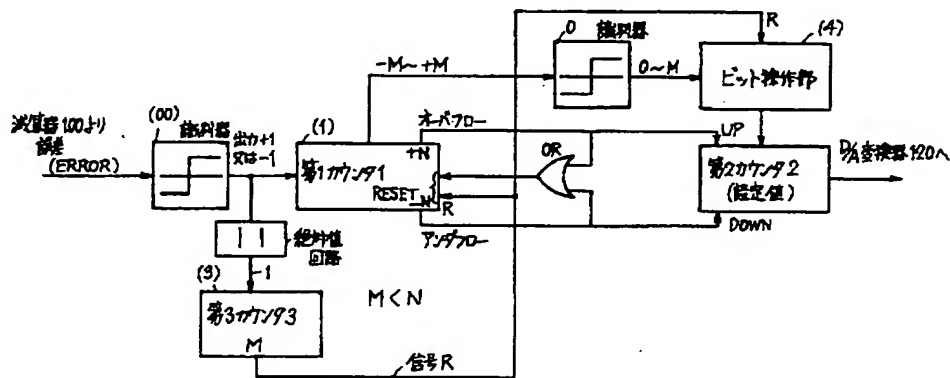 0
識別器
R
(4)
-M〜+M
0〜M
ビット操作部
減算器100より
誤差
(ERROR)
(00)
識別器
出力+1
又は-1
(1)
オーバフロー
+N
第1カウンタ1
RESET
-N
R
OR
UP
第2カウンタ2
(推定値)
D/A変換器120へ
DOWN
アンダフロー
| |
絶対値
回路
1
(3)
第3カウンタ3
M
M<N
信号R